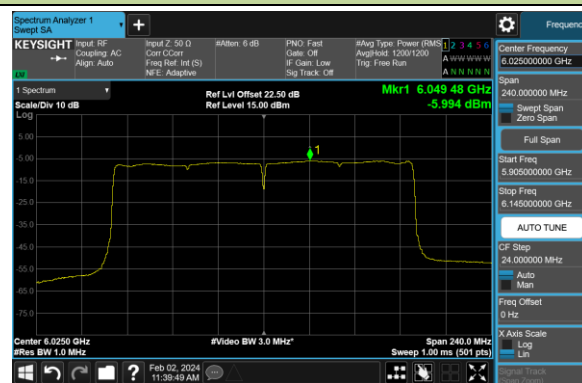 Spectrum Analyzer 1
Swept SA
Frequen
KEYSIGHT
Input: RF
Coupling: AC
Align: Auto
Input Z: 50 Ω
Corr CCorr
Freq Ref: Int (S)
NFE: Adaptive
#Atten: 6 dB
PNO: Fast
Gate: Off
IF Gain: Low
Sig Track: Off
#Avg Type: Power (RMS
Avg|Hold: 1200/1200
Trig: Free Run
1 2 3 4 5 6
A W W W W W
A N N N N N
LW
1 Spectrum
Scale/Div 10 dB
Log
Ref Lvl Offset 22.50 dB
Ref Level 15.00 dBm
Mkr1 6.049 48 GHz
-5.994 dBm
1
5.00
-5.00
-15.0
-25.0
-35.0
-45.0
-55.0
-65.0
-75.0
Center 6.0250 GHz
#Res BW 1.0 MHz
#Video BW 3.0 MHz*
Span 240.0 MHz
Sweep 1.00 ms (501 pts)
Center Frequency
6.025000000 GHz
Span
240.000000 MHz
Swept Span
Zero Span
Full Span
Start Freq
5.905000000 GHz
Stop Freq
6.145000000 GHz
AUTO TUNE
CF Step
24.000000 MHz
Auto
Man
Freq Offset
0 Hz
X Axis Scale
Log
Lin
Signal Track
Feb 02, 2024
11:39:49 AM